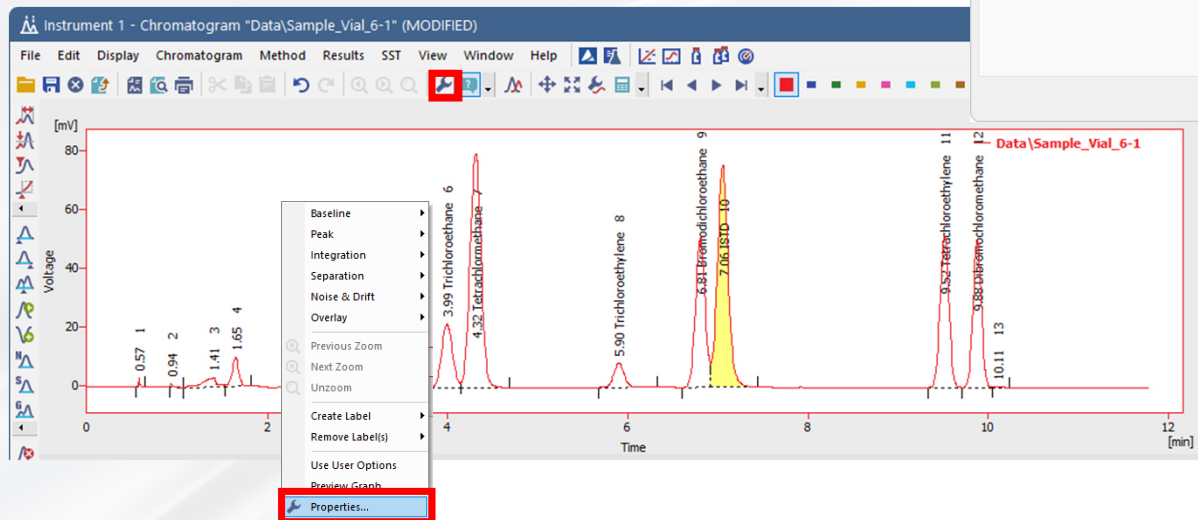 Instrument 1 - Chromatogram "Data\Sample_Vial_6-1" (MODIFIED)
File Edit Display Chromatogram Method Results SST View Window Help
[mV]
Data\Sample_Vial_6-1
80
60
40
20
0
Voltage
0.57 1
0.94 2
1.41 3
1.65 4
3.99 Trichloroethane 6
4.32 Tetrachlormethane 7
5.90 Trichloroethylene 8
6.81 Bromodichloroethane 9
7.06 ISTD 10
9.52 Tetrachloroethylene 11
9.88 Dibromochloromethane 12
10.11 13
0 2 4 6 8 10 12
Time
[min]
Baseline
Peak
Integration
Separation
Noise & Drift
Overlay
Previous Zoom
Next Zoom
Unzoom
Create Label
Remove Label(s)
Use User Options
Preview Graph
Properties...